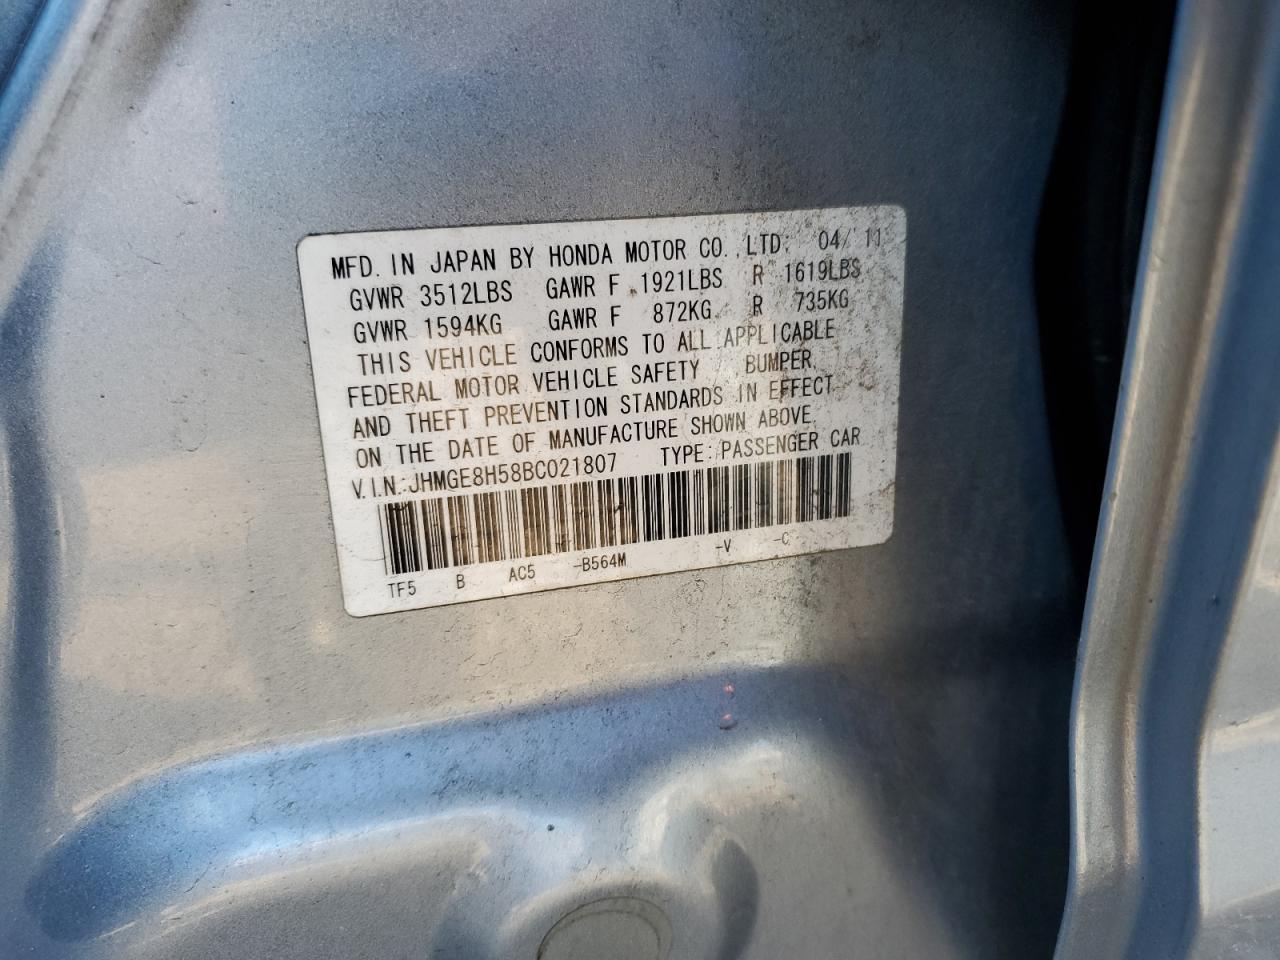 MFD. IN JAPAN BY HONDA MOTOR CO., LTD. 04/ 11
GVWR 3512LBS GAWR F 1921LBS R 1619LBS
GVWR 1594KG GAWR F 872KG R 735KG
THIS VEHICLE CONFORMS TO ALL APPLICABLE
FEDERAL MOTOR VEHICLE SAFETY BUMPER,
AND THEFT PREVENTION STANDARDS IN EFFECT
ON THE DATE OF MANUFACTURE SHOWN ABOVE.
V.I.N.:JHMGE8H58BC021807 TYPE:PASSENGER CAR
TF5 B AC5 -B564M -V -C